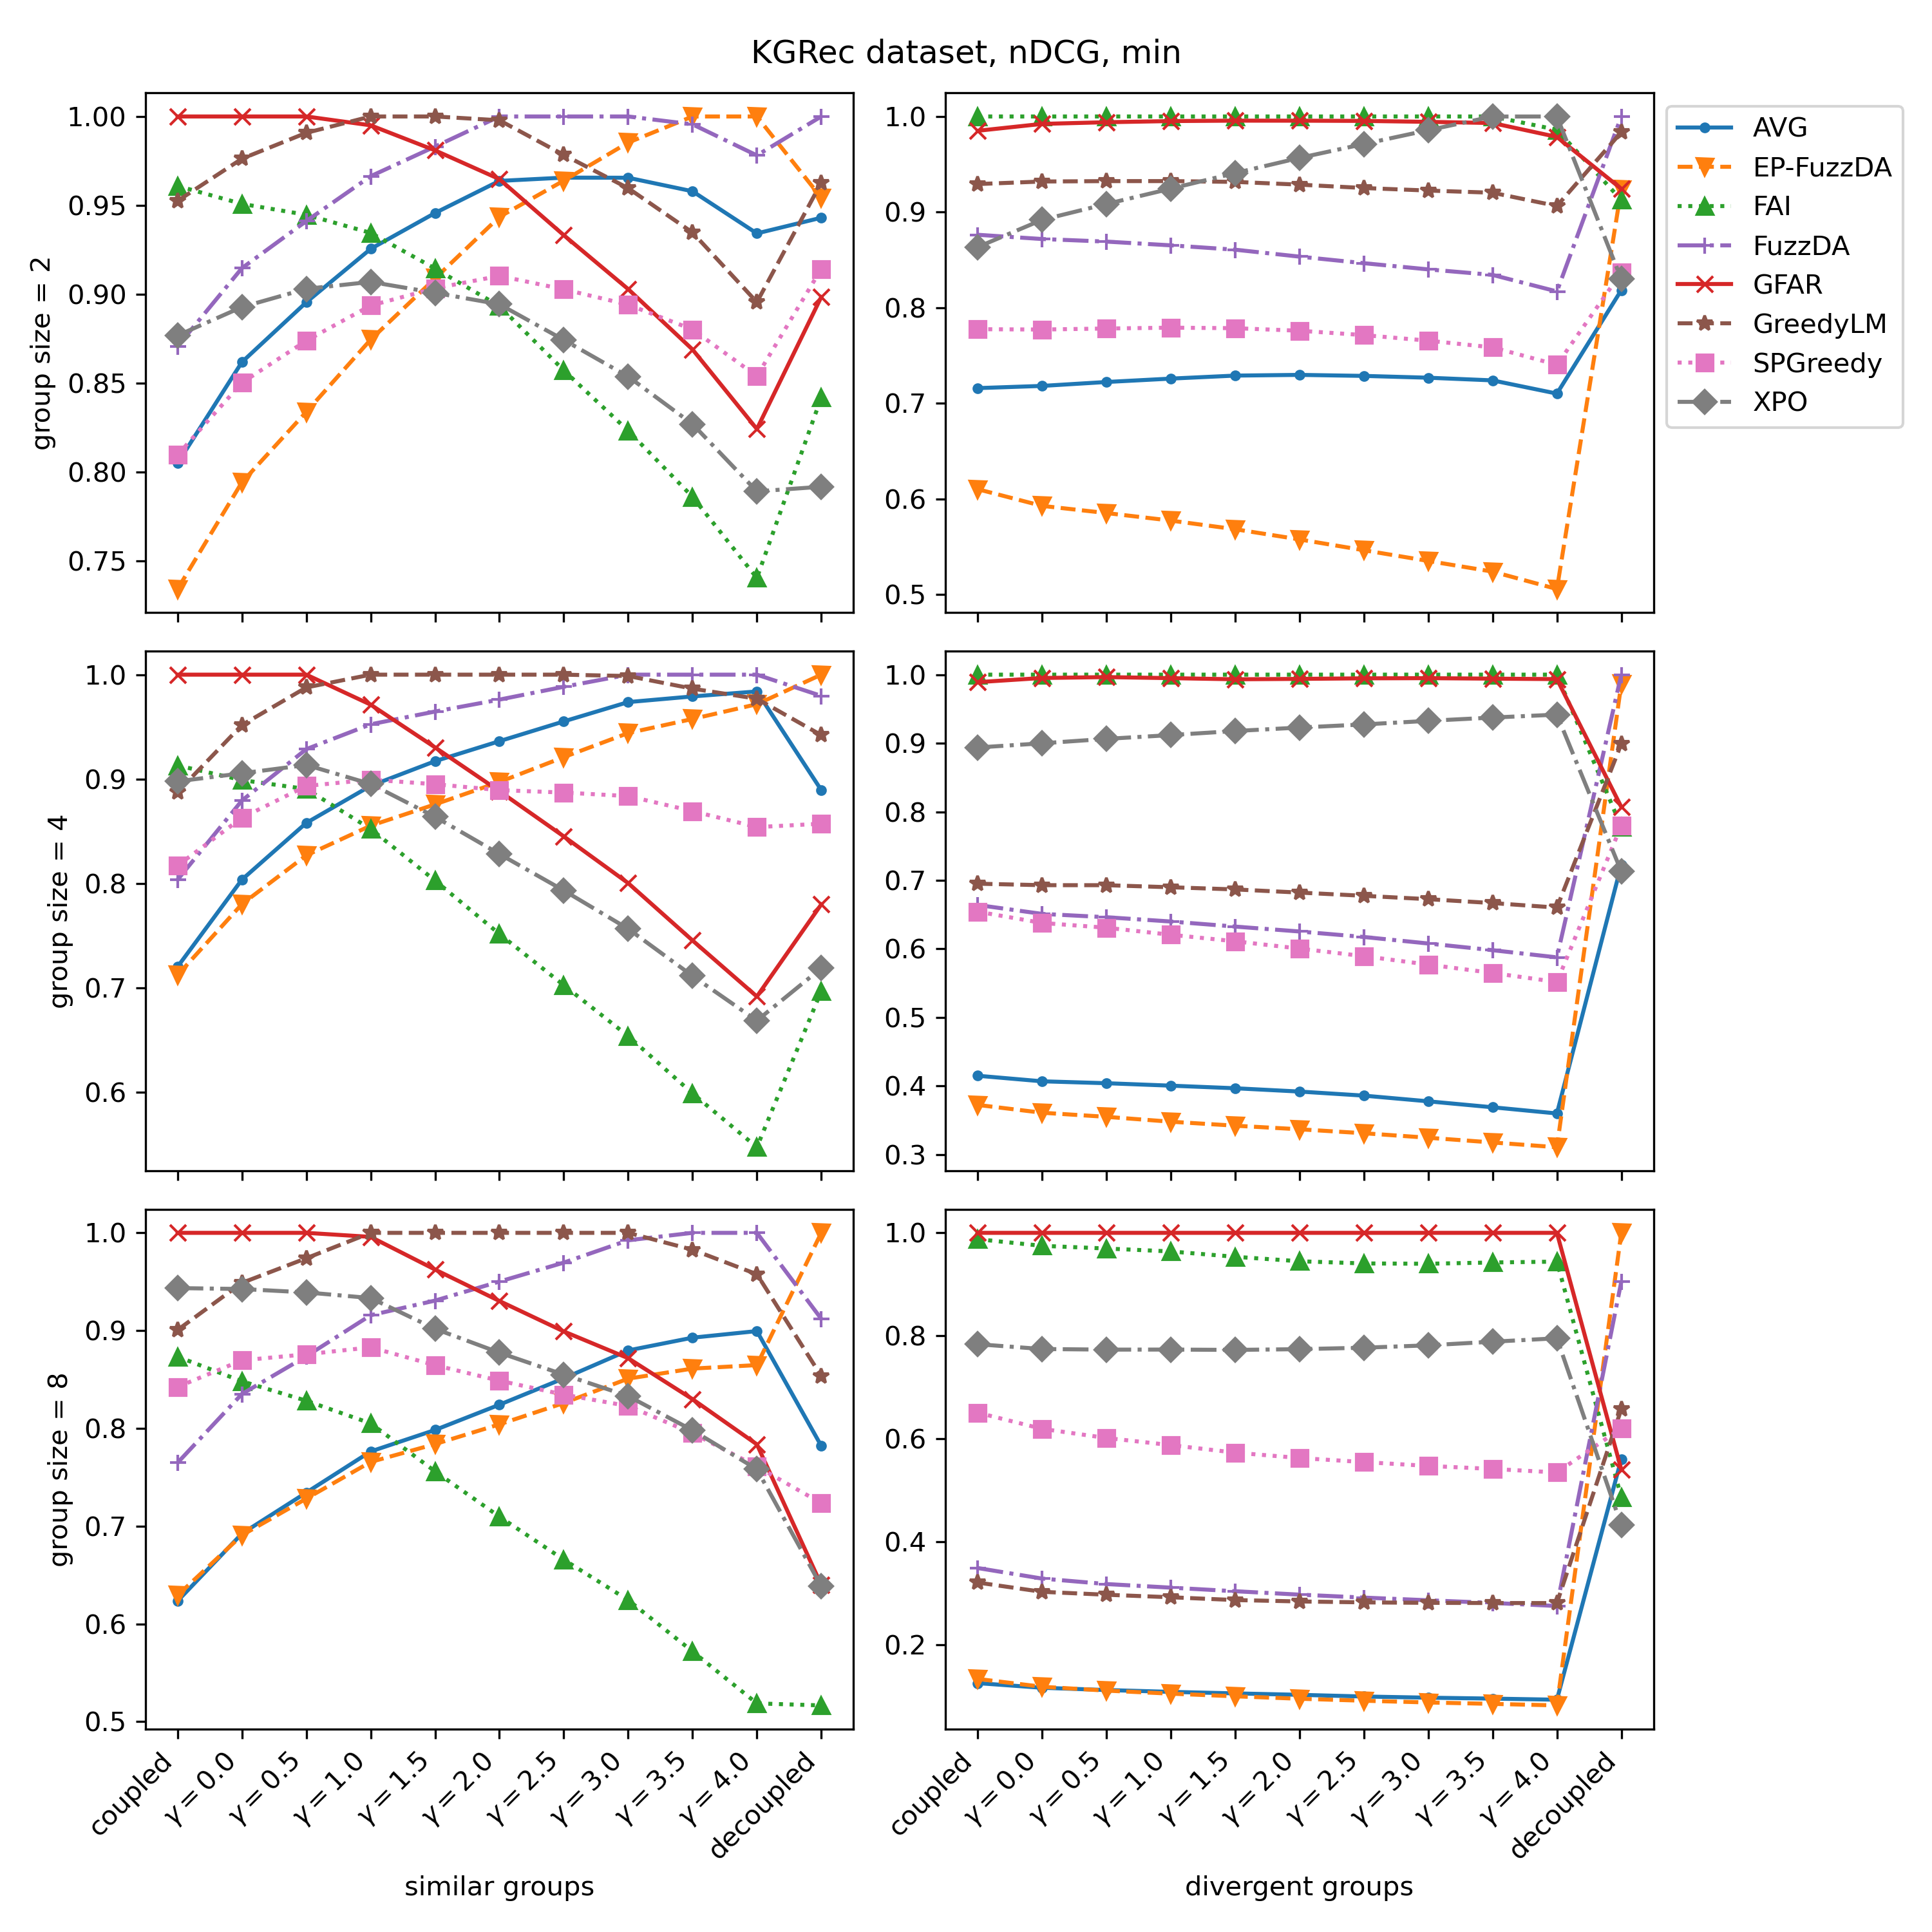 KGRec dataset, nDCG, min
group size = 2
1.00
0.95
0.90
0.85
0.80
0.75
1.0
0.9
0.8
0.7
0.6
0.5
AVG
EP-FuzzDA
FAI
FuzzDA
GFAR
GreedyLM
SPGreedy
XPO
group size = 4
1.0
0.9
0.8
0.7
0.6
1.0
0.9
0.8
0.7
0.6
0.5
0.4
0.3
group size = 8
1.0
0.9
0.8
0.7
0.6
0.5
1.0
0.8
0.6
0.4
0.2
coupled
γ = 0.0
γ = 0.5
γ = 1.0
γ = 1.5
γ = 2.0
γ = 2.5
γ = 3.0
γ = 3.5
γ = 4.0
decoupled
coupled
γ = 0.0
γ = 0.5
γ = 1.0
γ = 1.5
γ = 2.0
γ = 2.5
γ = 3.0
γ = 3.5
γ = 4.0
decoupled
similar groups
divergent groups